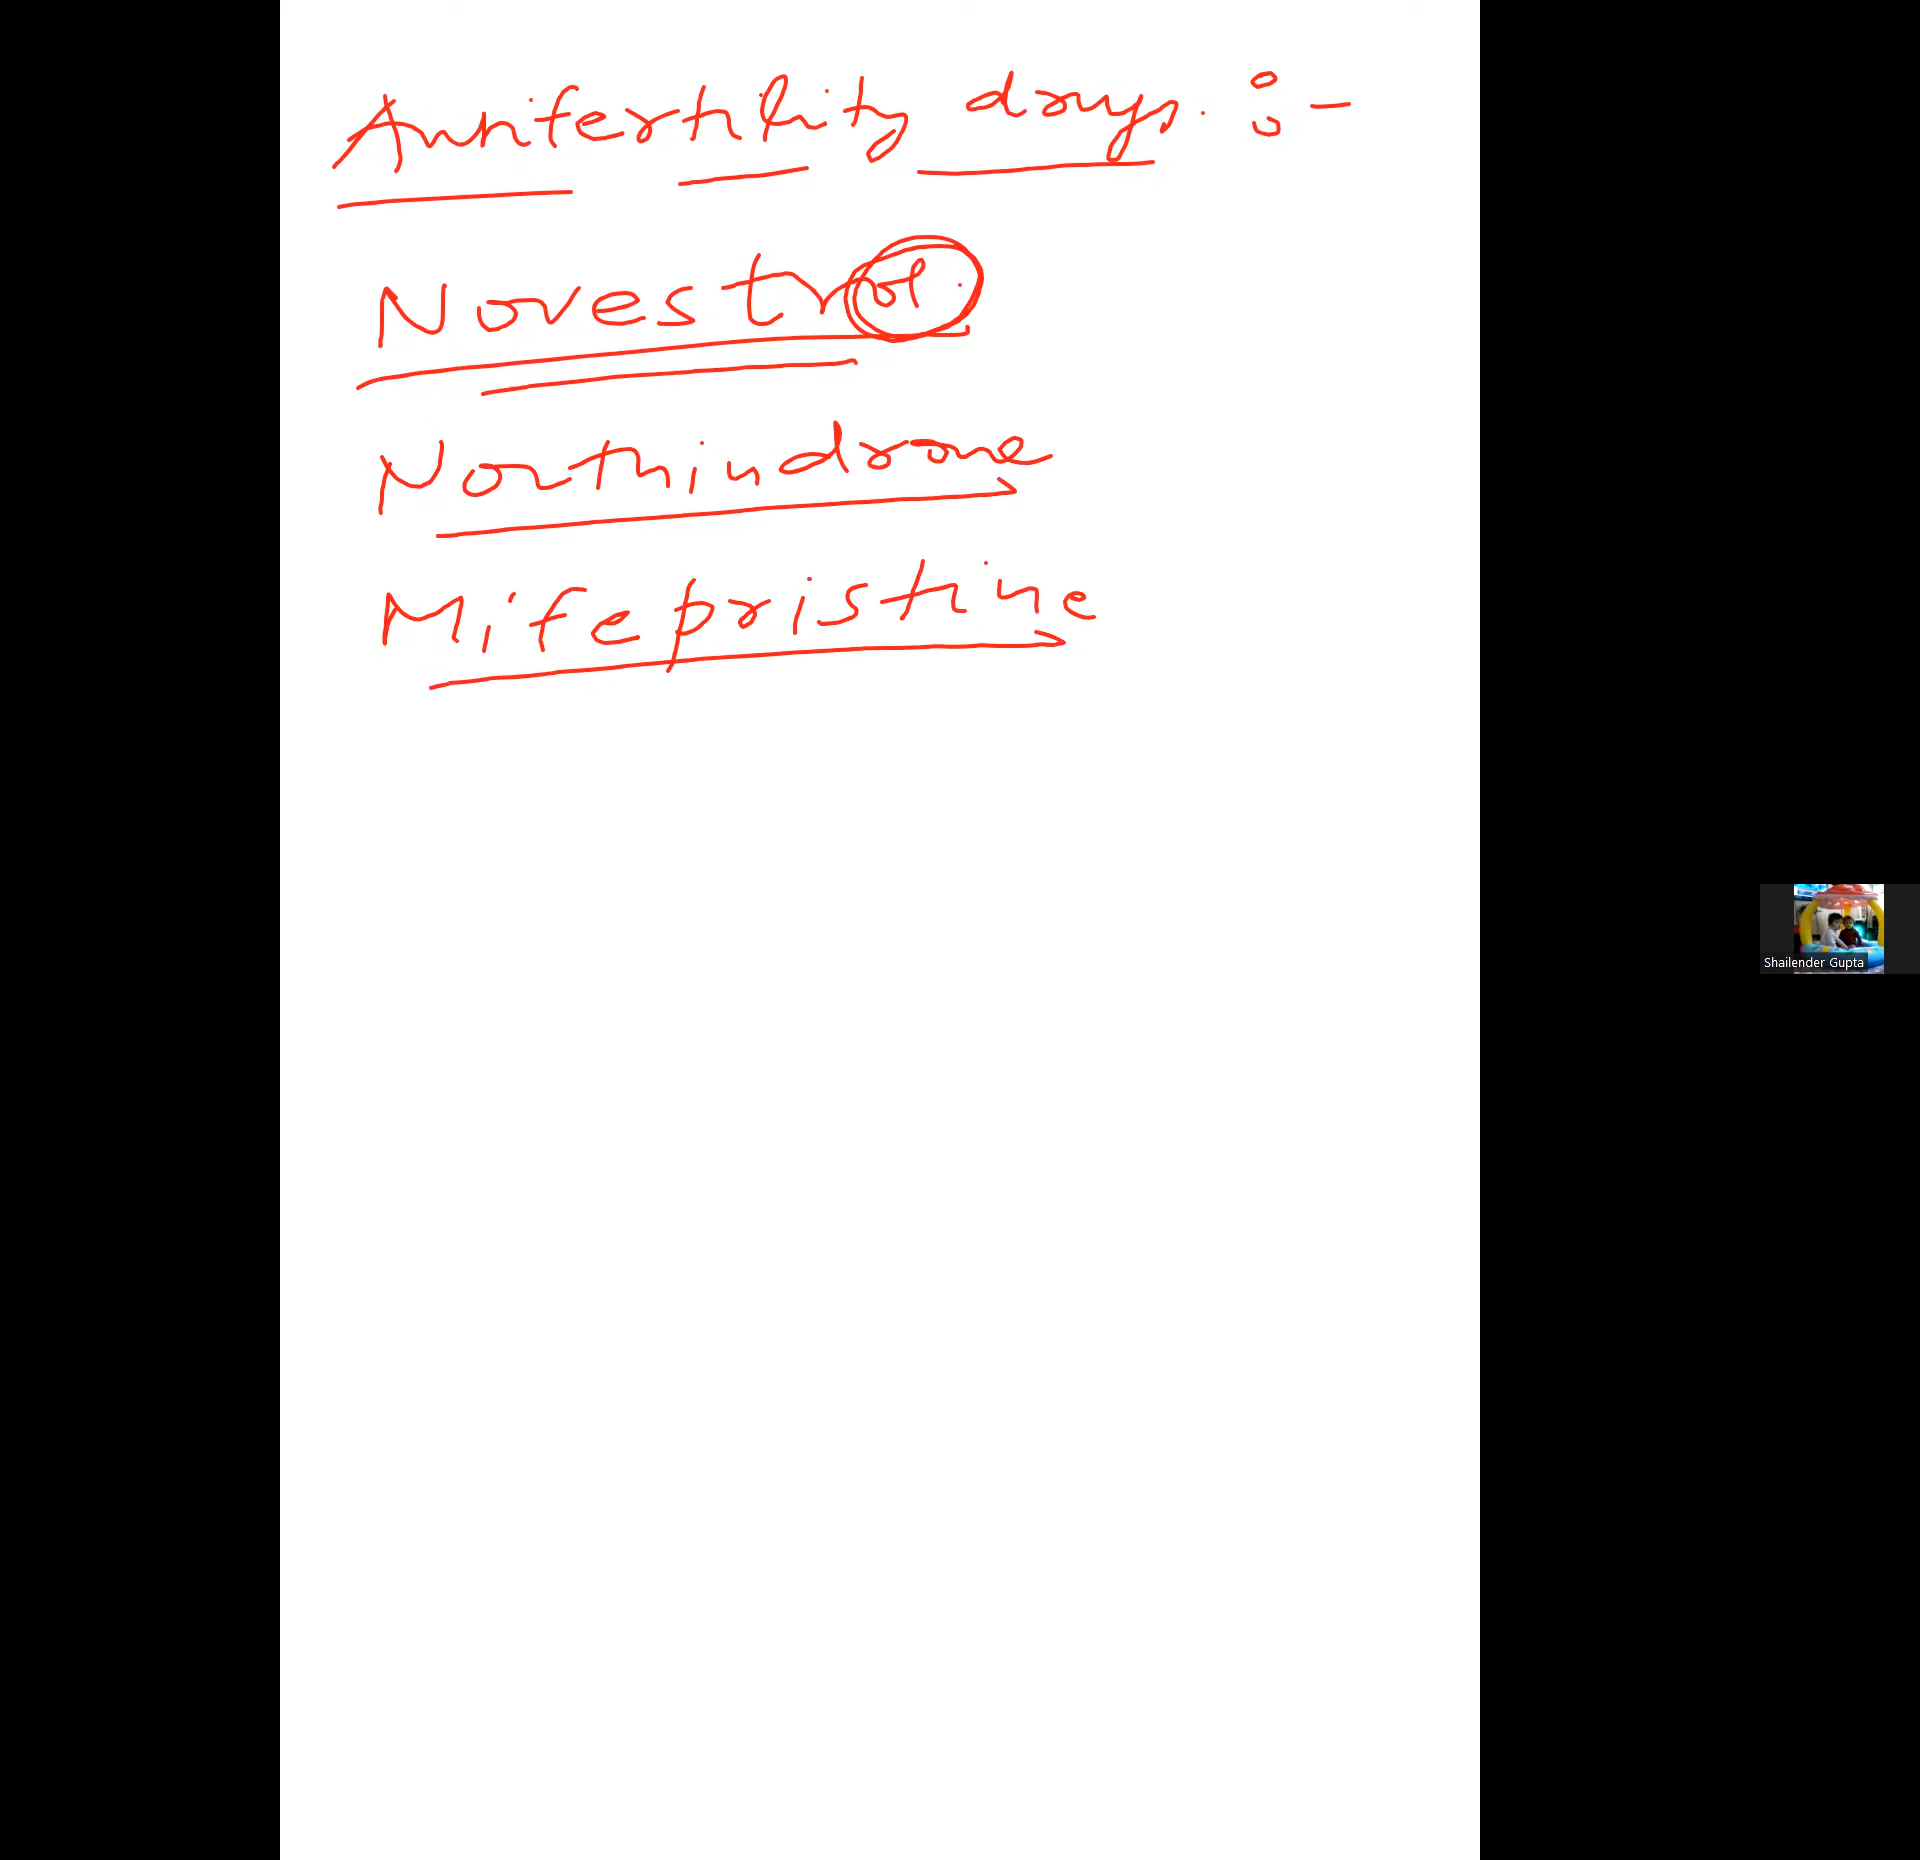 Antifertility drugs :-
Novestrol
Northindrone
Mifepristine
Shailender Gupta